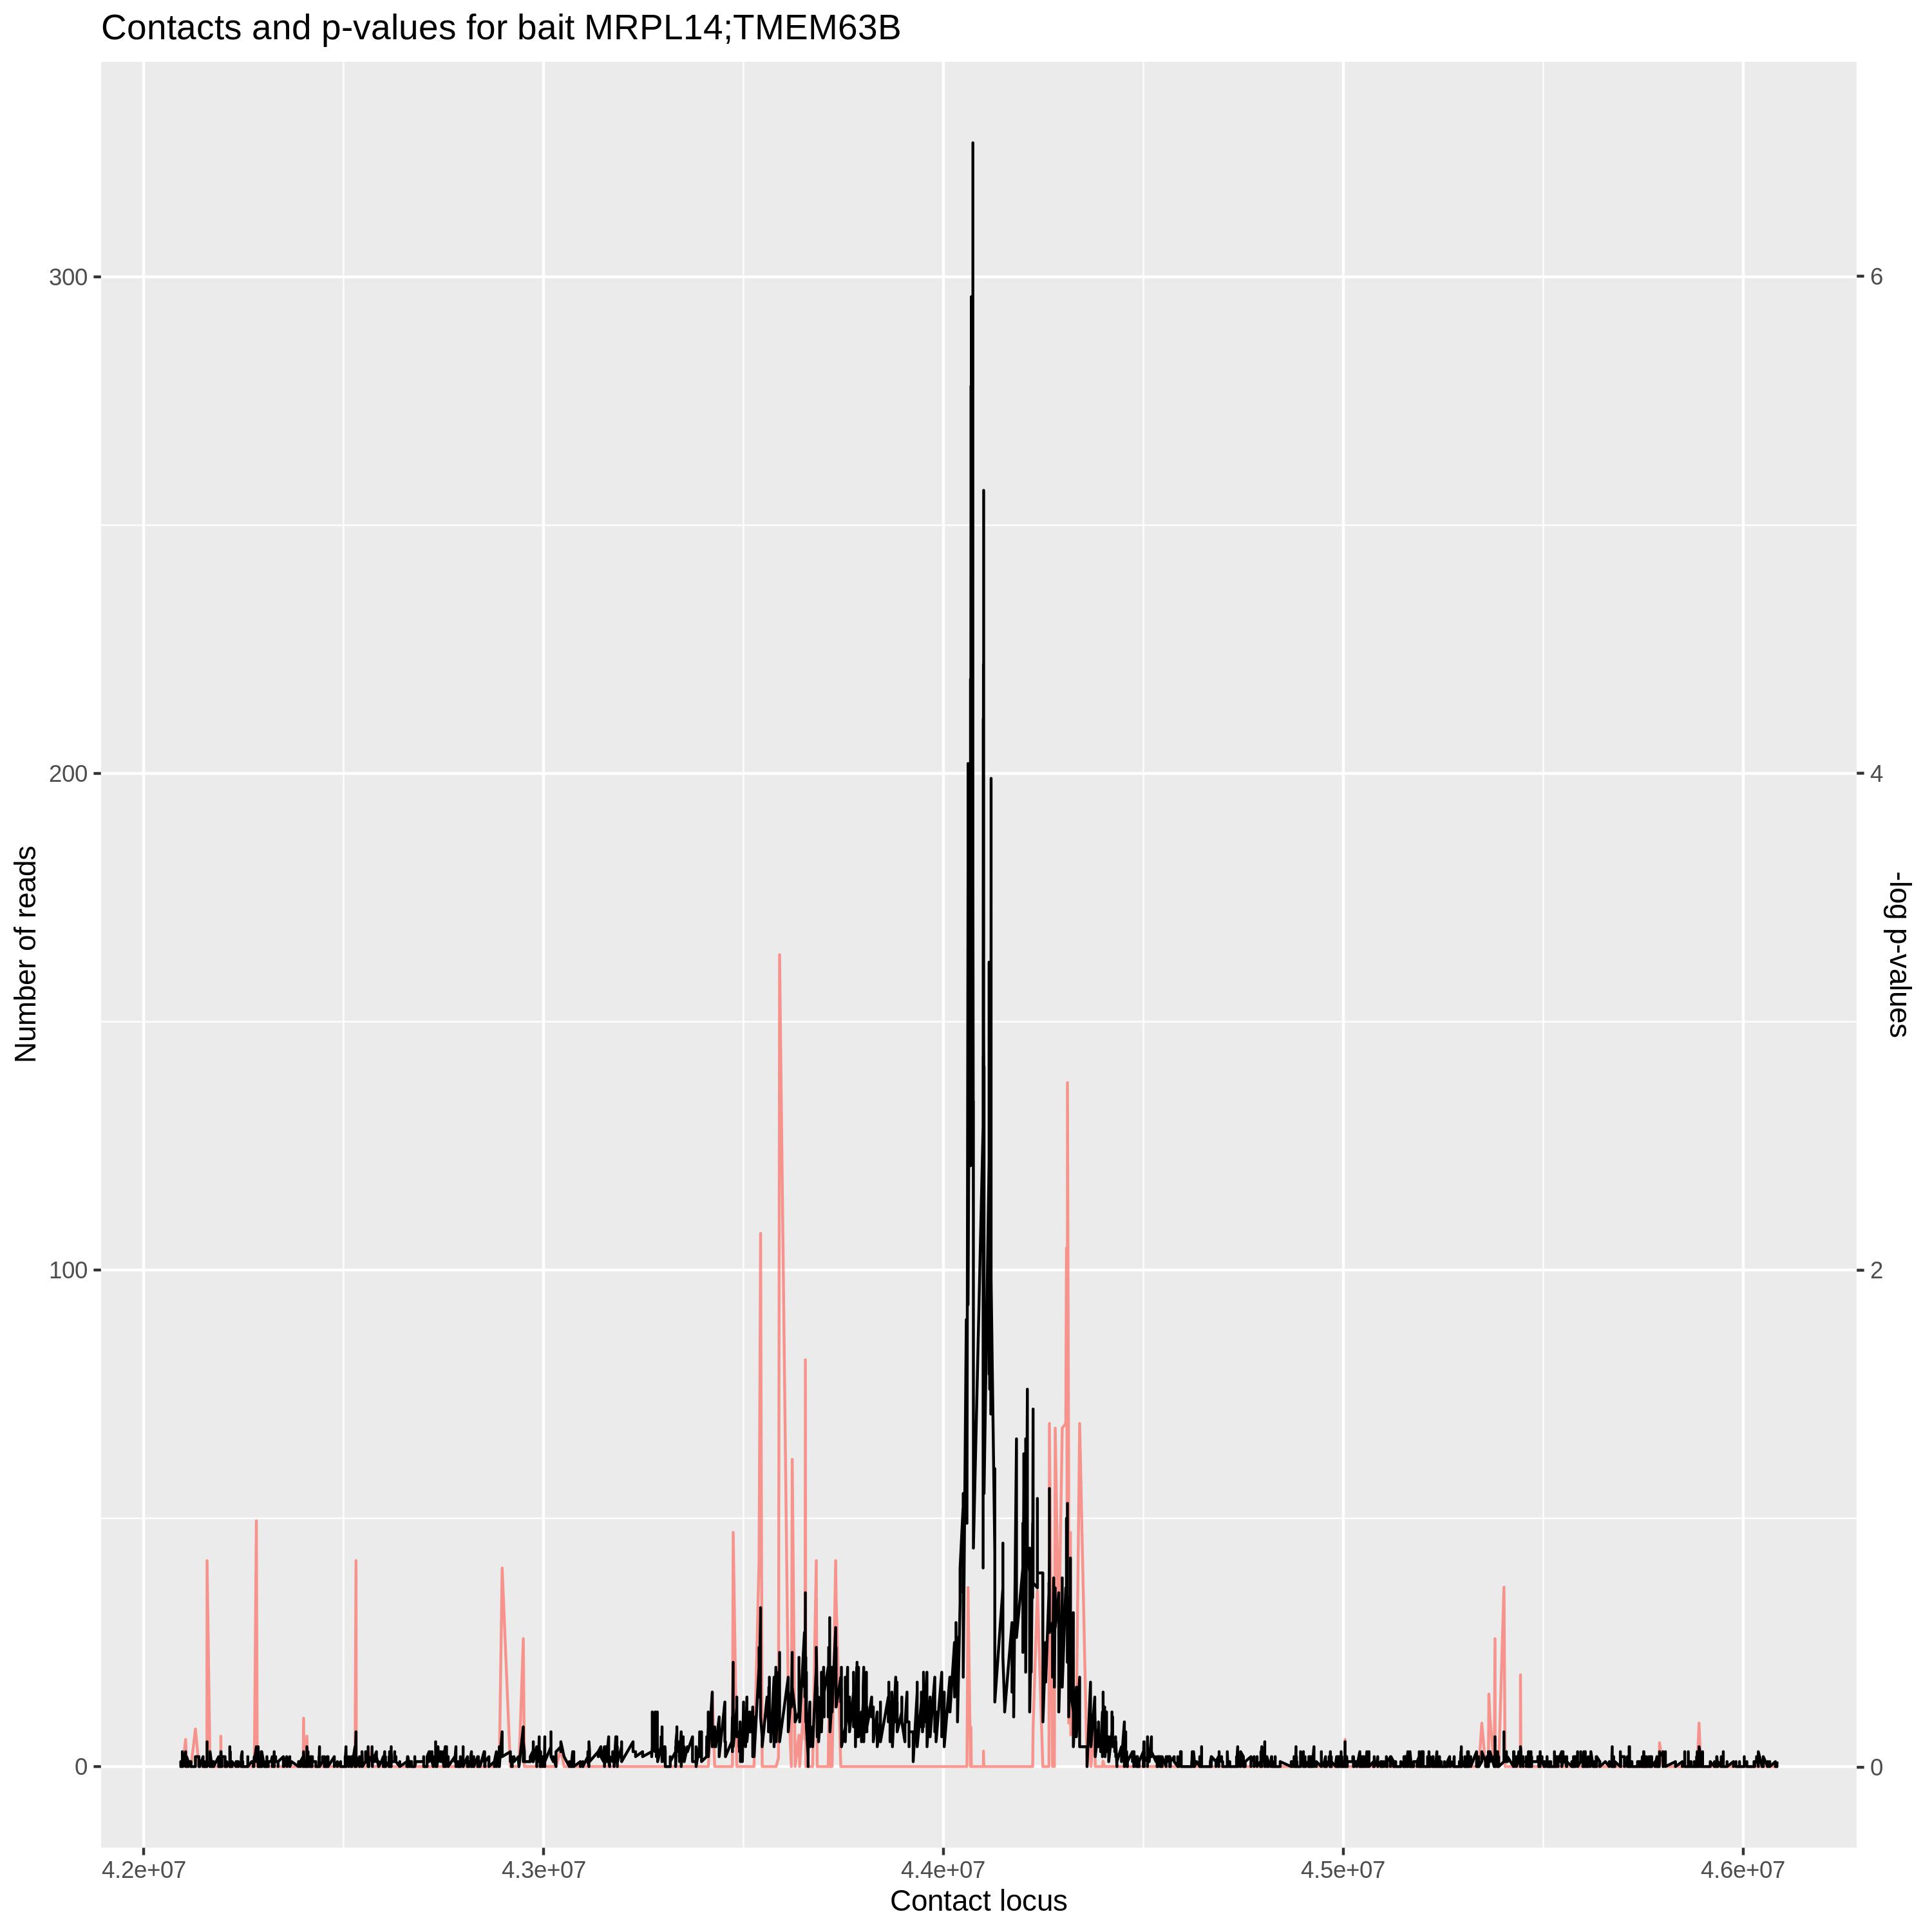 Contacts and p-values for bait MRPL14;TMEM63B
300
200
100
0
6
4
2
0
Number of reads
-log p-values
4.2e+07 4.3e+07 4.4e+07 4.5e+07 4.6e+07
Contact locus